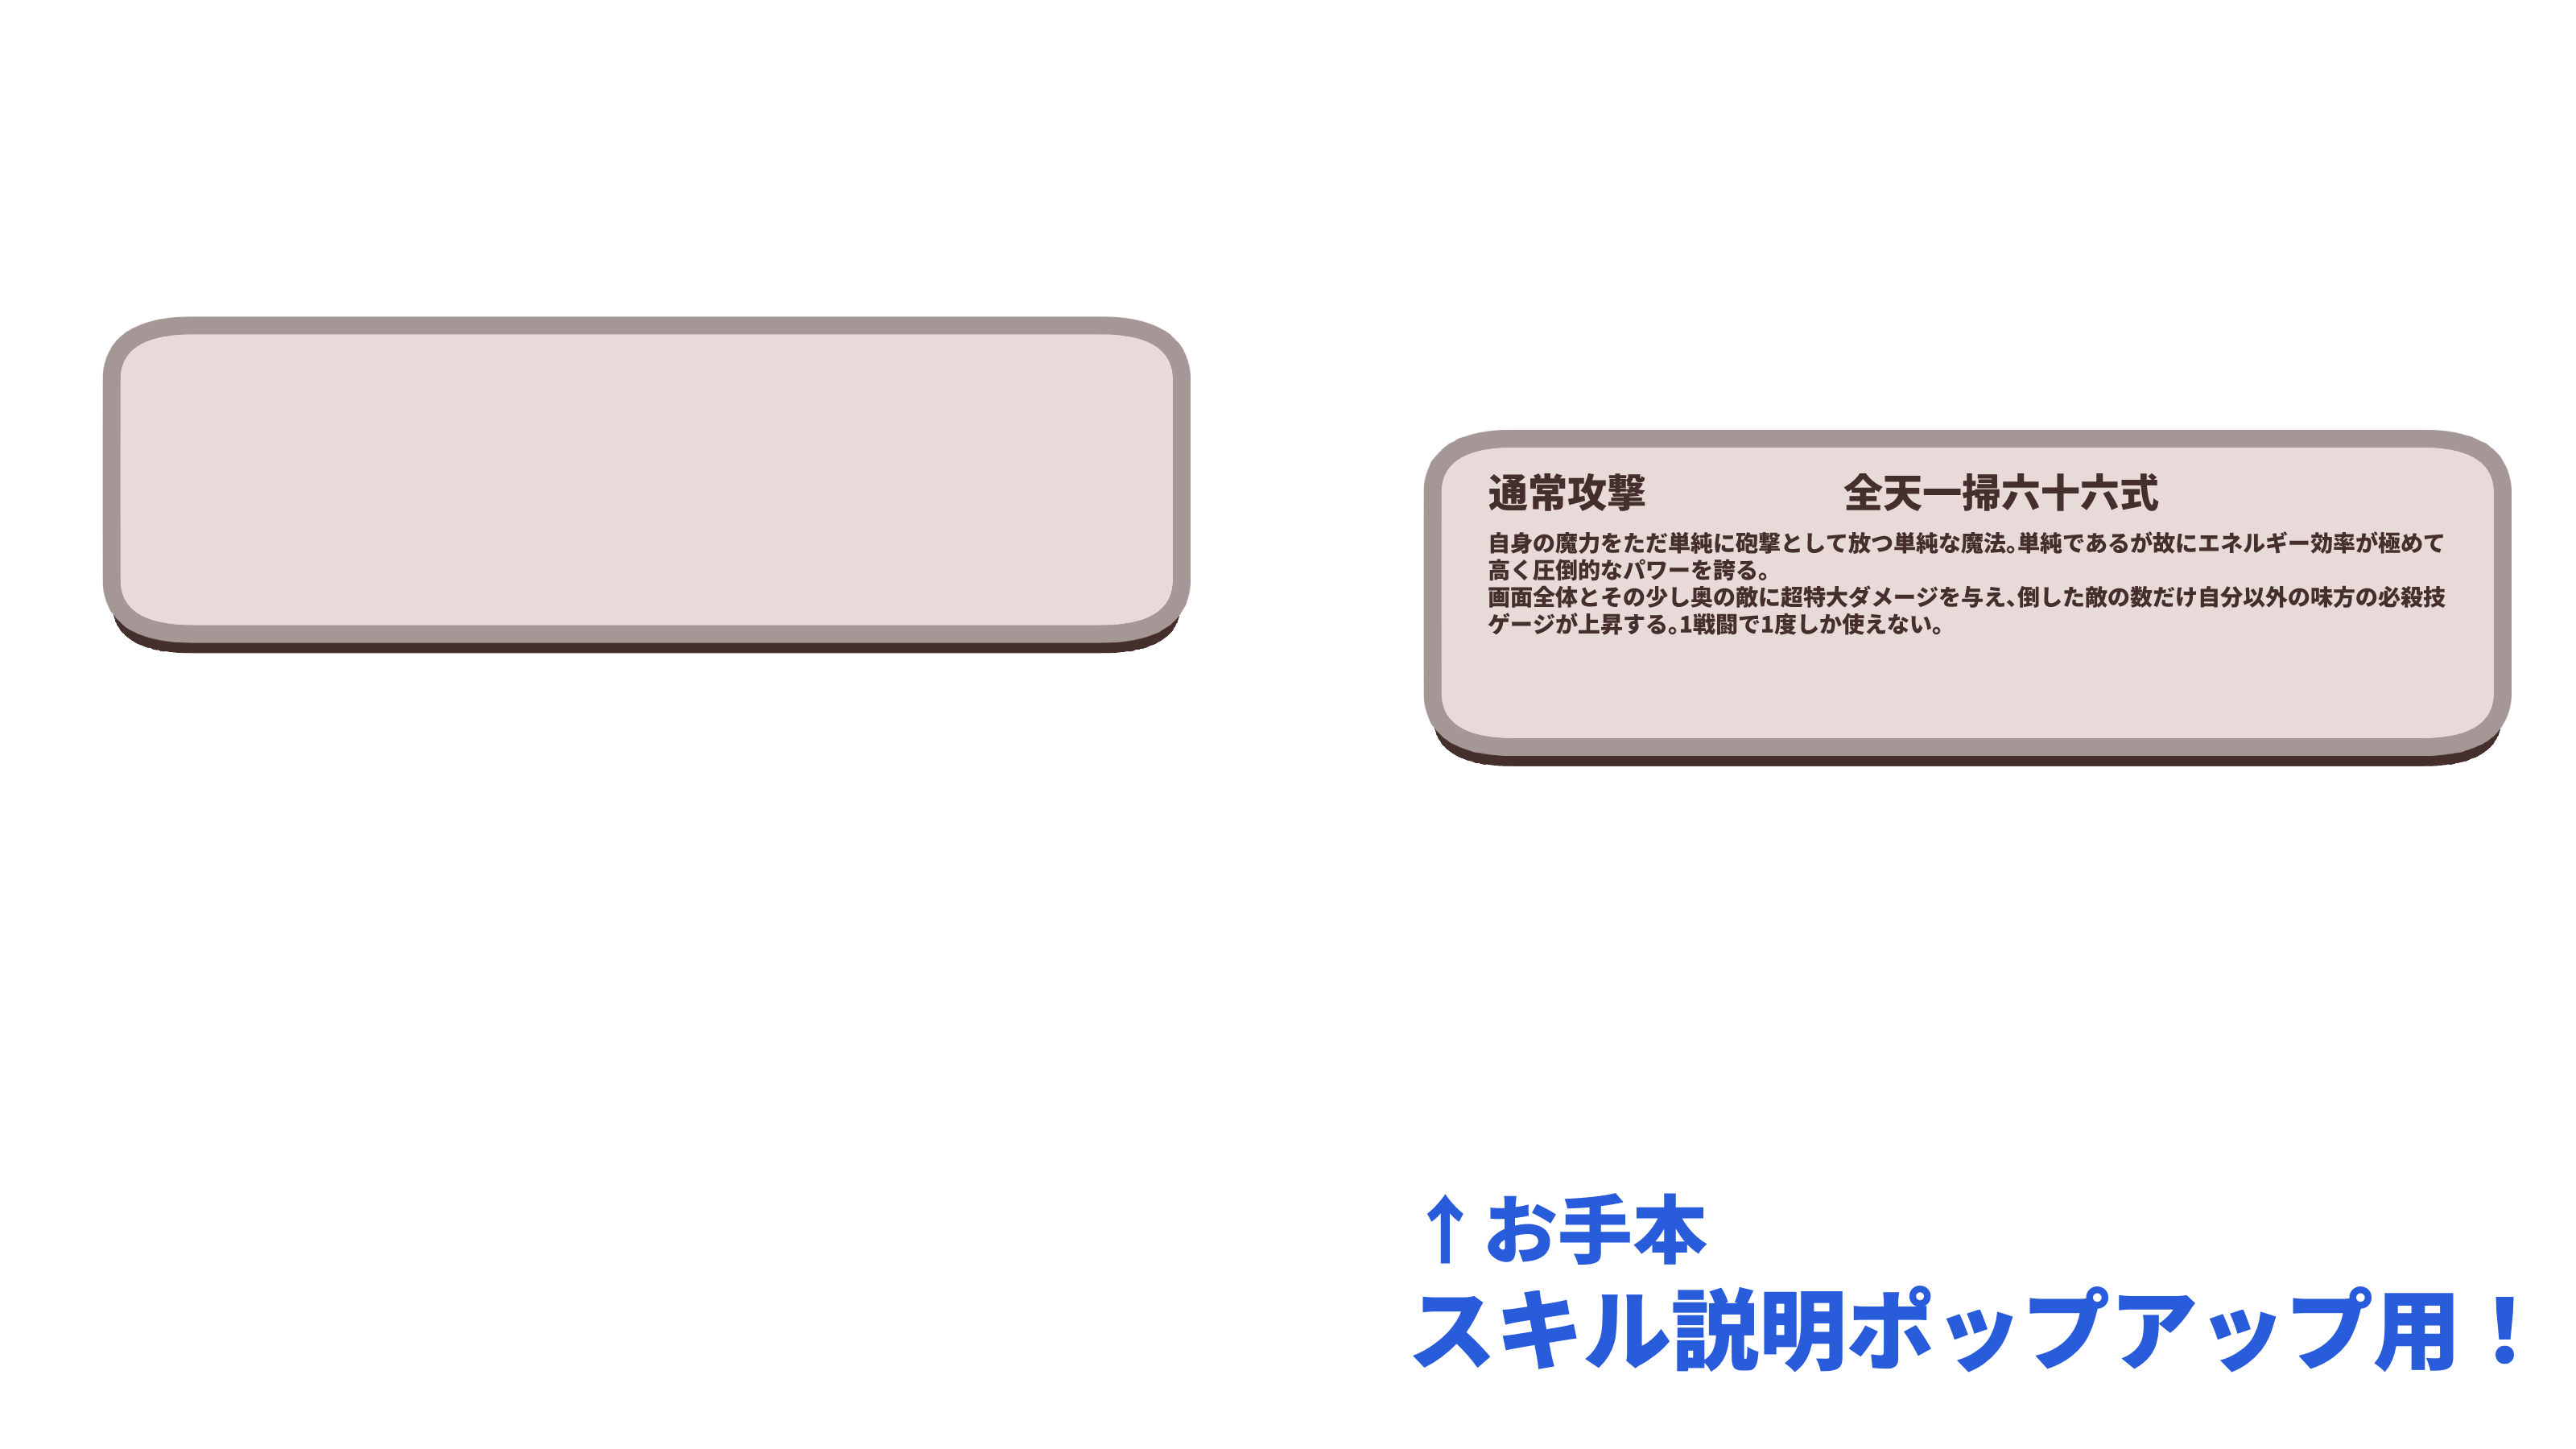 通常攻撃 全天一掃六十六式
自身の魔力をただ単純に砲撃として放つ単純な魔法。単純であるが故にエネルギー効率が極めて
高く圧倒的なパワーを誇る。
画面全体とその少し奥の敵に超特大ダメージを与え、倒した敵の数だけ自分以外の味方の必殺技
ゲージが上昇する。1戦闘で1度しか使えない。
↑お手本
スキル説明ポップアップ用！